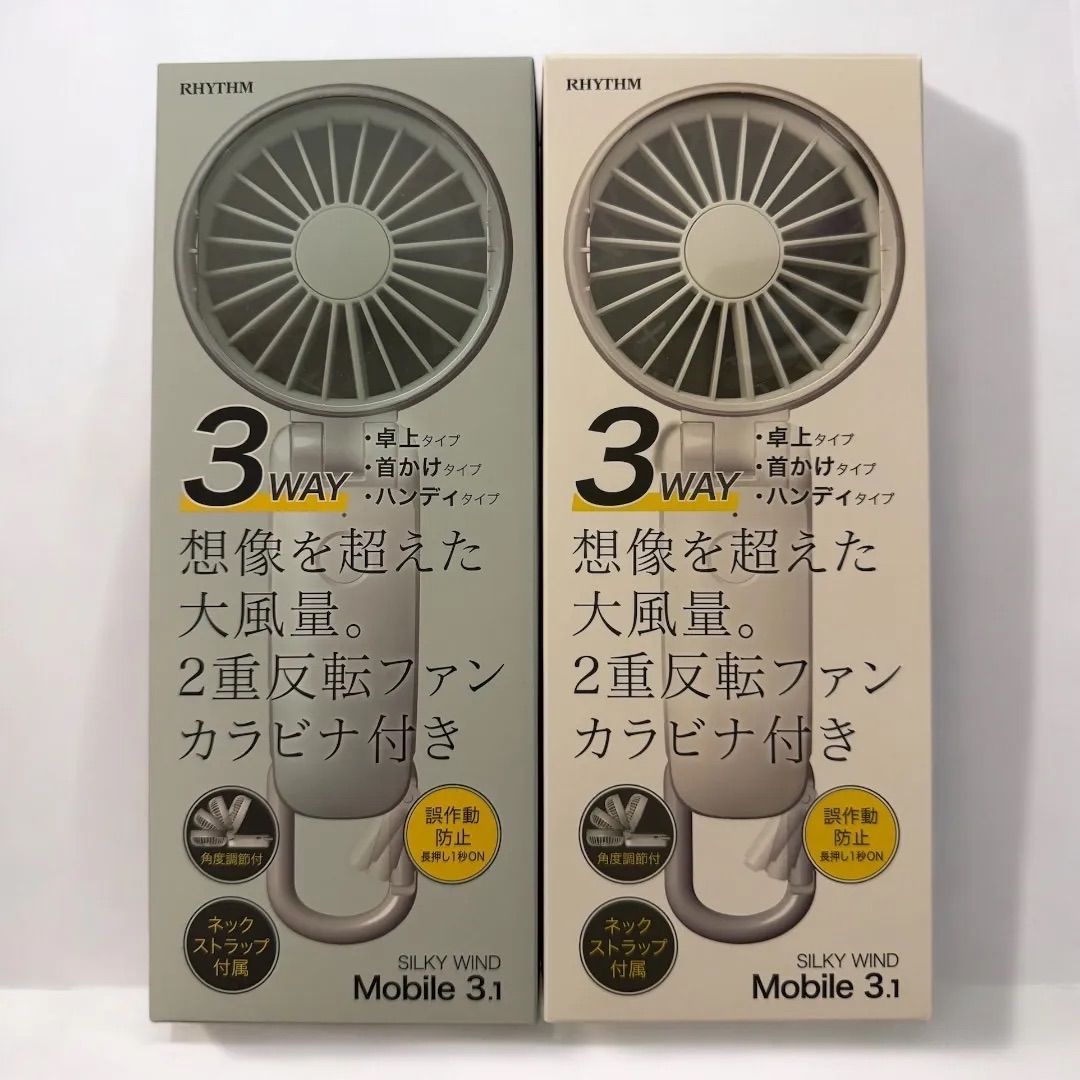 RHYTHM
3WAY
・卓上タイプ
・首かけタイプ
・ハンディタイプ
想像を超えた
大風量。
2重反転ファン
カラビナ付き
角度調節付
誤作動
防止
長押し1秒ON
ネック
ストラップ
付属
SILKY WIND
Mobile 3.1
RHYTHM
3WAY
・卓上タイプ
・首かけタイプ
・ハンディタイプ
想像を超えた
大風量。
2重反転ファン
カラビナ付き
角度調節付
誤作動
防止
長押し1秒ON
ネック
ストラップ
付属
SILKY WIND
Mobile 3.1